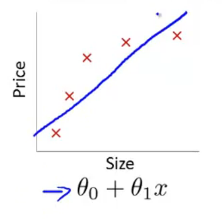 Price
Size
→ θ₀ + θ₁x